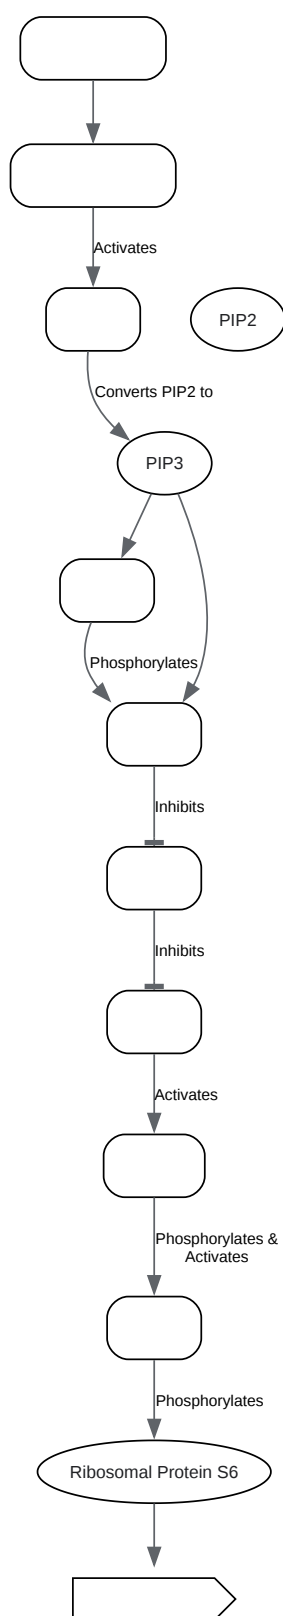 Activates
PIP2
Converts PIP2 to
PIP3
Phosphorylates
Inhibits
Inhibits
Activates
Phosphorylates &
Activates
Phosphorylates
Ribosomal Protein S6